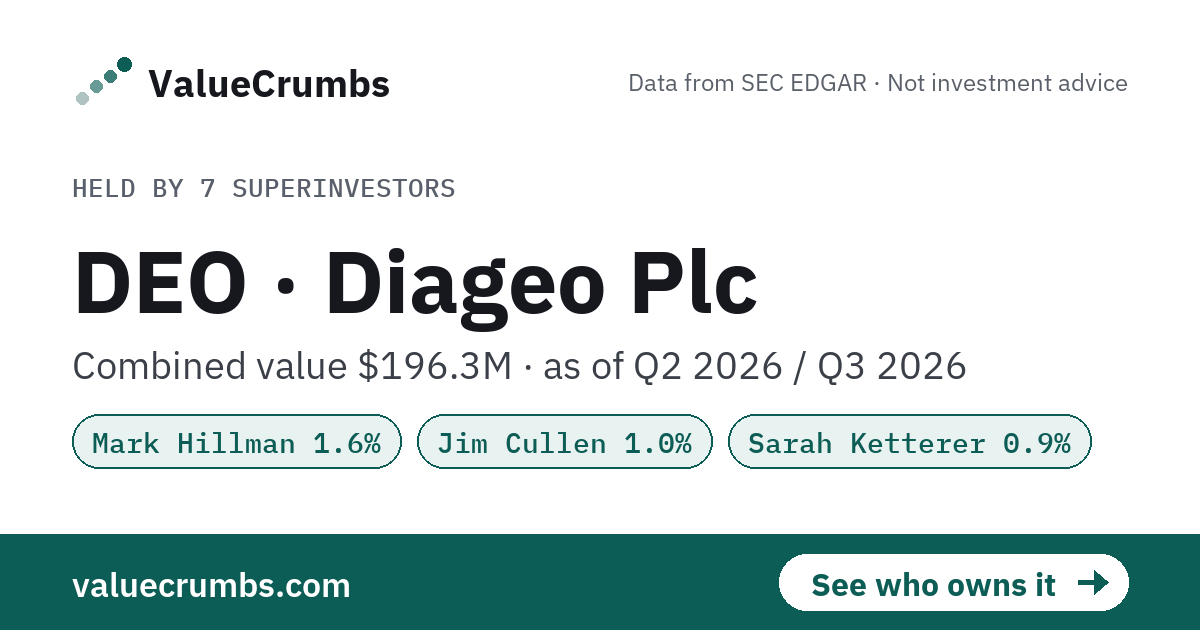 ValueCrumbs
Data from SEC EDGAR · Not investment advice
HELD BY 7 SUPERINVESTORS
DEO · Diageo Plc
Combined value $196.3M · as of Q2 2026 / Q3 2026
Mark Hillman 1.6%
Jim Cullen 1.0%
Sarah Ketterer 0.9%
valuecrumbs.com
See who owns it →